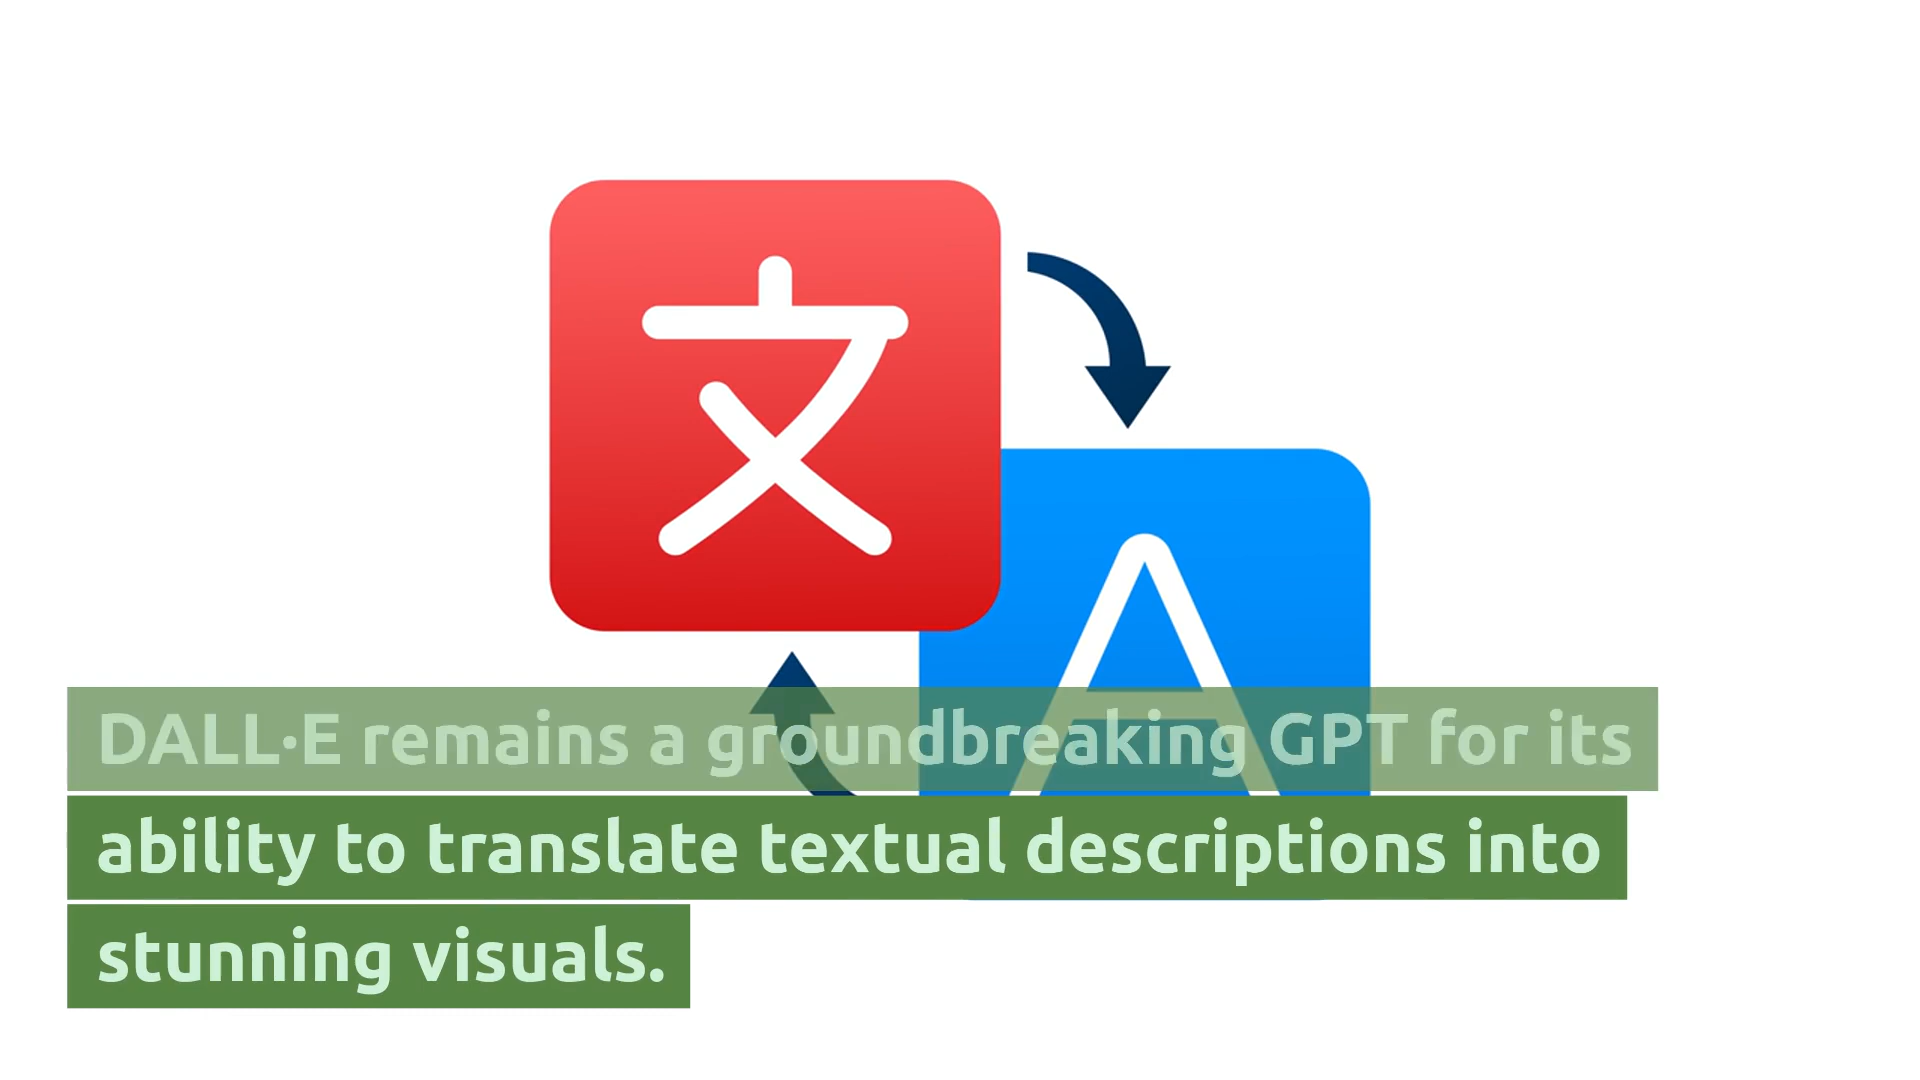 文
A
DALL·E remains a groundbreaking GPT for its
ability to translate textual descriptions into
stunning visuals.